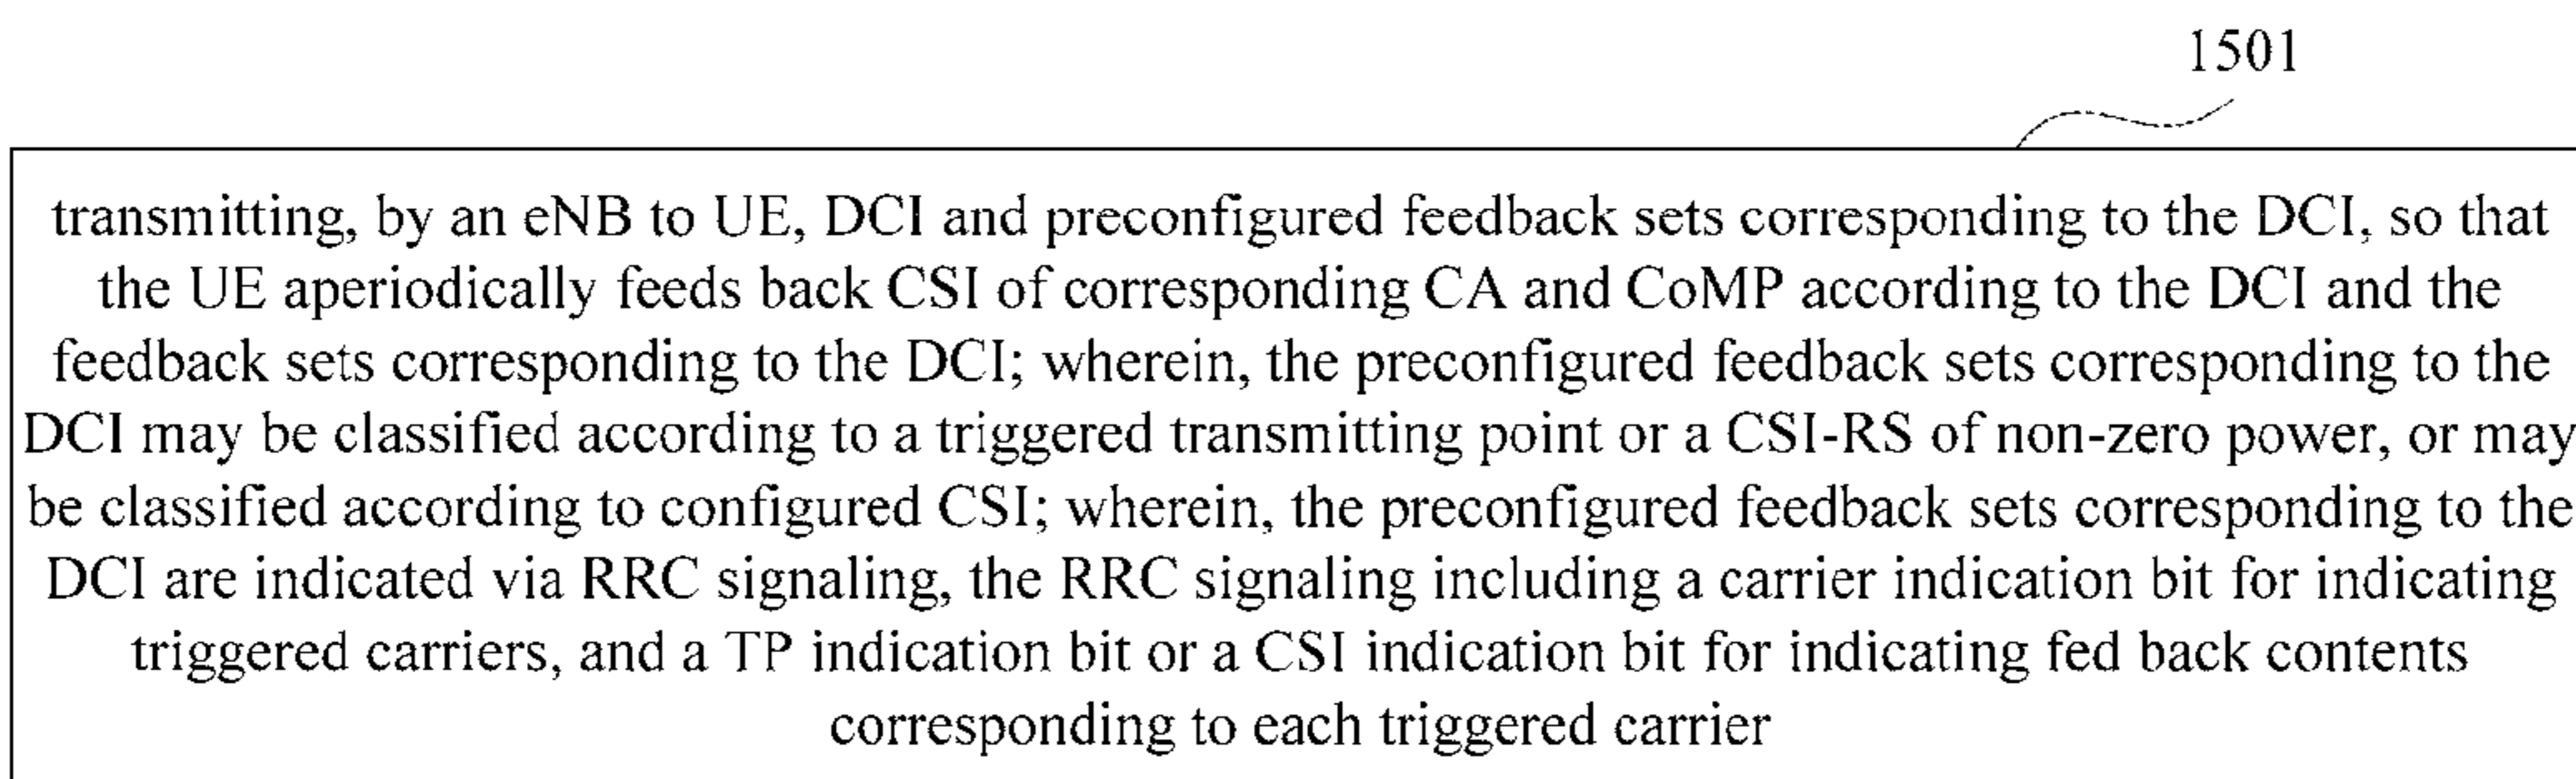 1501
transmitting, by an eNB to UE, DCI and preconfigured feedback sets corresponding to the DCI, so that
the UE aperiodically feeds back CSI of corresponding CA and CoMP according to the DCI and the
feedback sets corresponding to the DCI; wherein, the preconfigured feedback sets corresponding to the
DCI may be classified according to a triggered transmitting point or a CSI-RS of non-zero power, or may
be classified according to configured CSI; wherein, the preconfigured feedback sets corresponding to the
DCI are indicated via RRC signaling, the RRC signaling including a carrier indication bit for indicating
triggered carriers, and a TP indication bit or a CSI indication bit for indicating fed back contents
corresponding to each triggered carrier